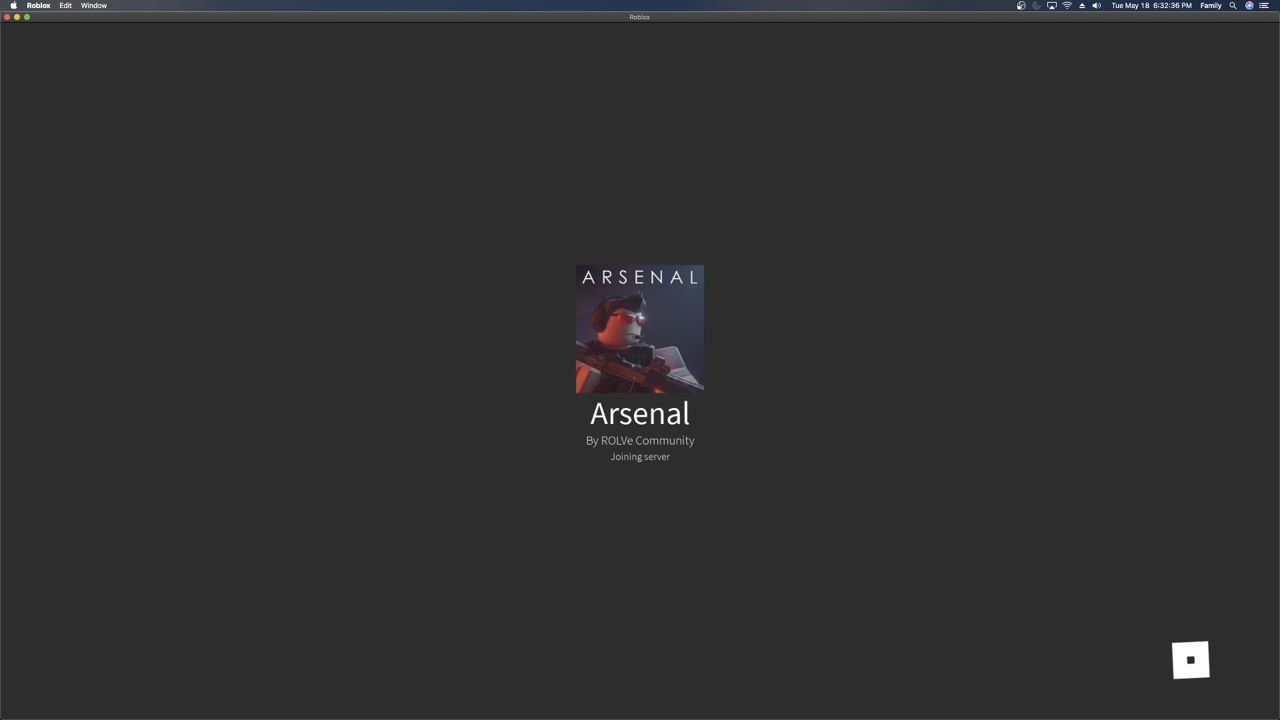 Roblox Edit Window Tue May 18 6:32:36 PM Family
Roblox
ARSENAL
Arsenal
By ROLVe Community
Joining server